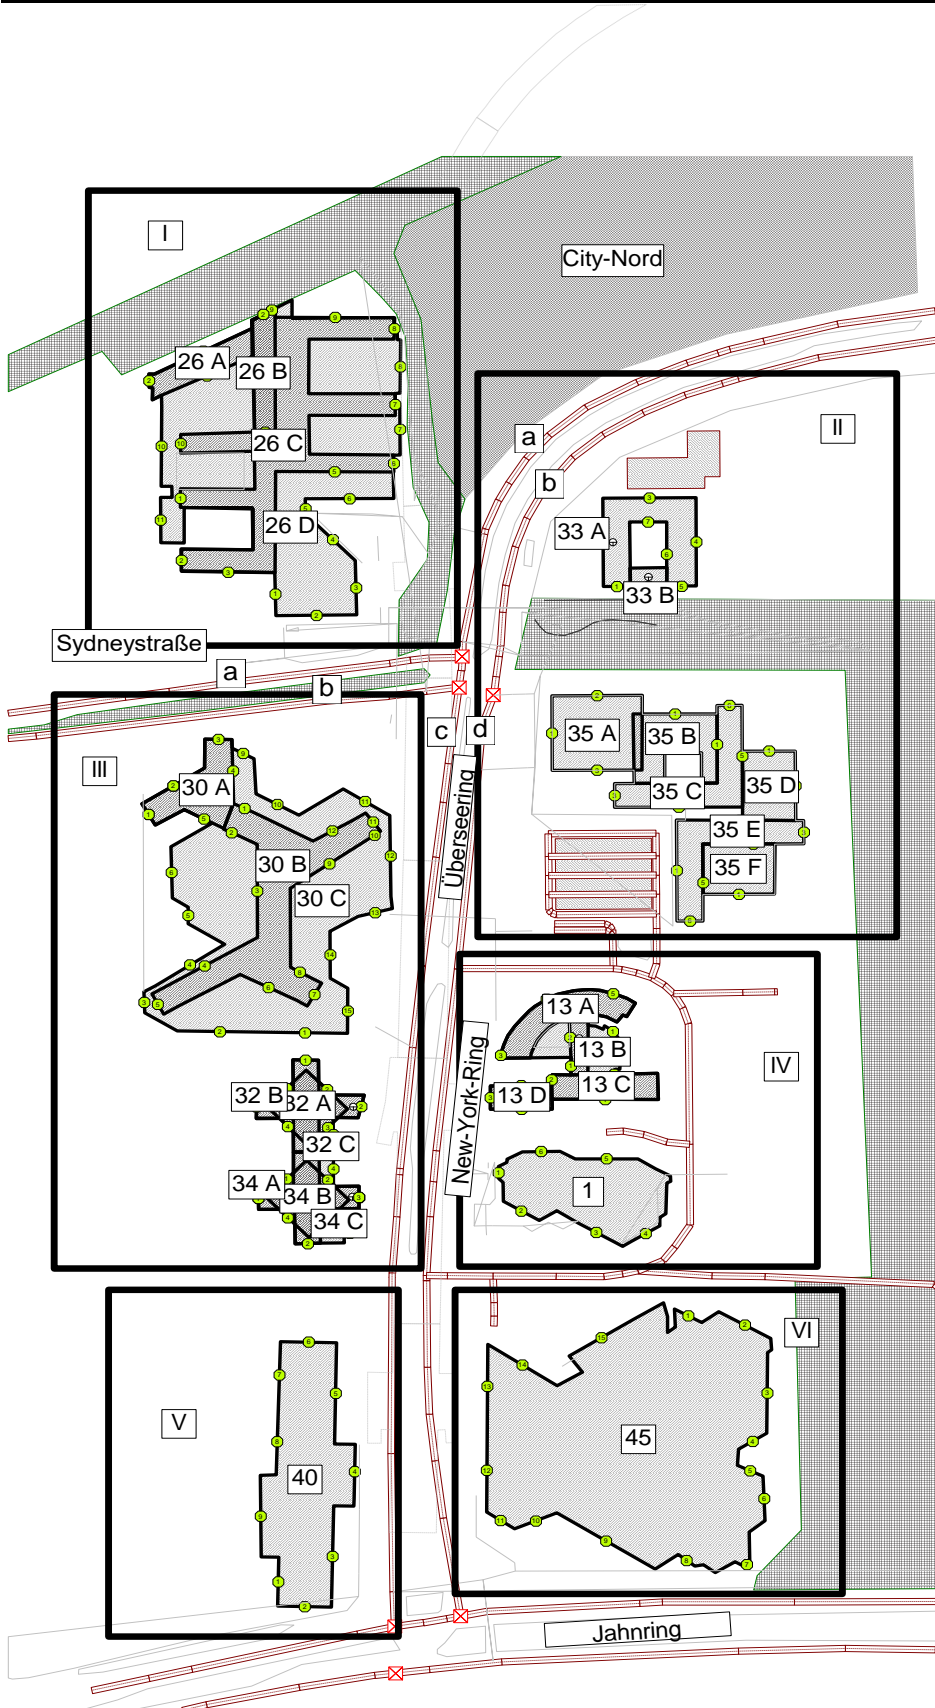 I
City-Nord
26 A
26 B
26 C
26 D
a
b
II
33 A
33 B
Sydneystraße
a
b
c
d
III
Überseering
35 A
35 B
35 C
35 D
35 E
35 F
30 A
30 B
30 C
13 A
13 B
13 C
13 D
New-York-Ring
IV
32 B
32 A
32 C
34 A
34 B
34 C
1
V
40
VI
45
Jahnring